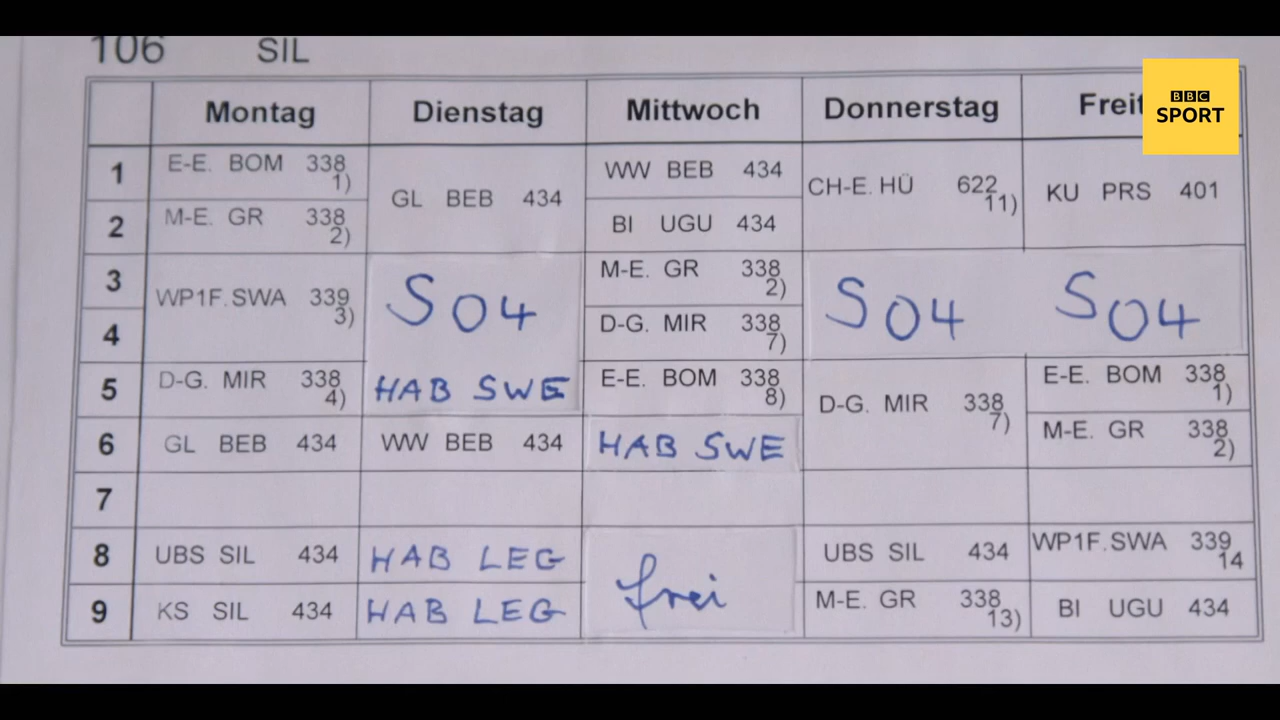 106 SIL
BBC
SPORT
Montag Dienstag Mittwoch Donnerstag Freit
1 E-E. BOM 338 1) GL BEB 434 WW BEB 434 CH-E. HÜ 622 11) KU PRS 401
2 M-E. GR 338 2) BI UGU 434
3 WP1F.SWA 339 3) S04 M-E. GR 338 2) S04 S04
4 D-G. MIR 338 7)
5 D-G. MIR 338 4) HAB SWE E-E. BOM 338 8) D-G. MIR 338 7) E-E. BOM 338 1)
6 GL BEB 434 WW BEB 434 HAB SWE M-E. GR 338 2)
7
8 UBS SIL 434 HAB LEG frei UBS SIL 434 WP1F.SWA 339 14
9 KS SIL 434 HAB LEG M-E. GR 338 13) BI UGU 434